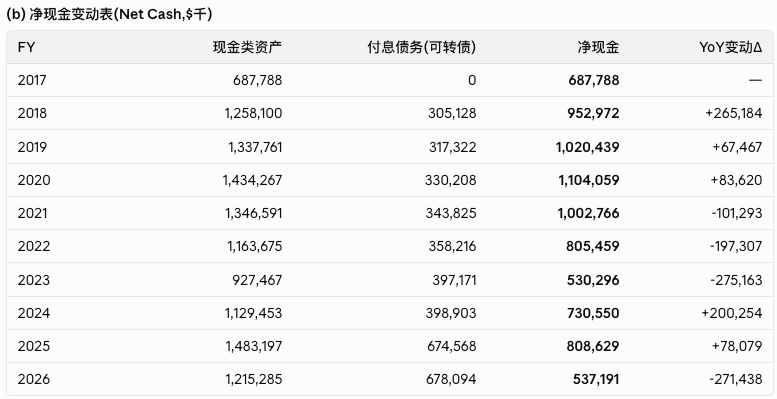 (b) 净现金变动表(Net Cash,$千)
FY 现金类资产 付息债务(可转债) 净现金 YoY变动Δ
2017 687,788 0 687,788 —
2018 1,258,100 305,128 952,972 +265,184
2019 1,337,761 317,322 1,020,439 +67,467
2020 1,434,267 330,208 1,104,059 +83,620
2021 1,346,591 343,825 1,002,766 -101,293
2022 1,163,675 358,216 805,459 -197,307
2023 927,467 397,171 530,296 -275,163
2024 1,129,453 398,903 730,550 +200,254
2025 1,483,197 674,568 808,629 +78,079
2026 1,215,285 678,094 537,191 -271,438